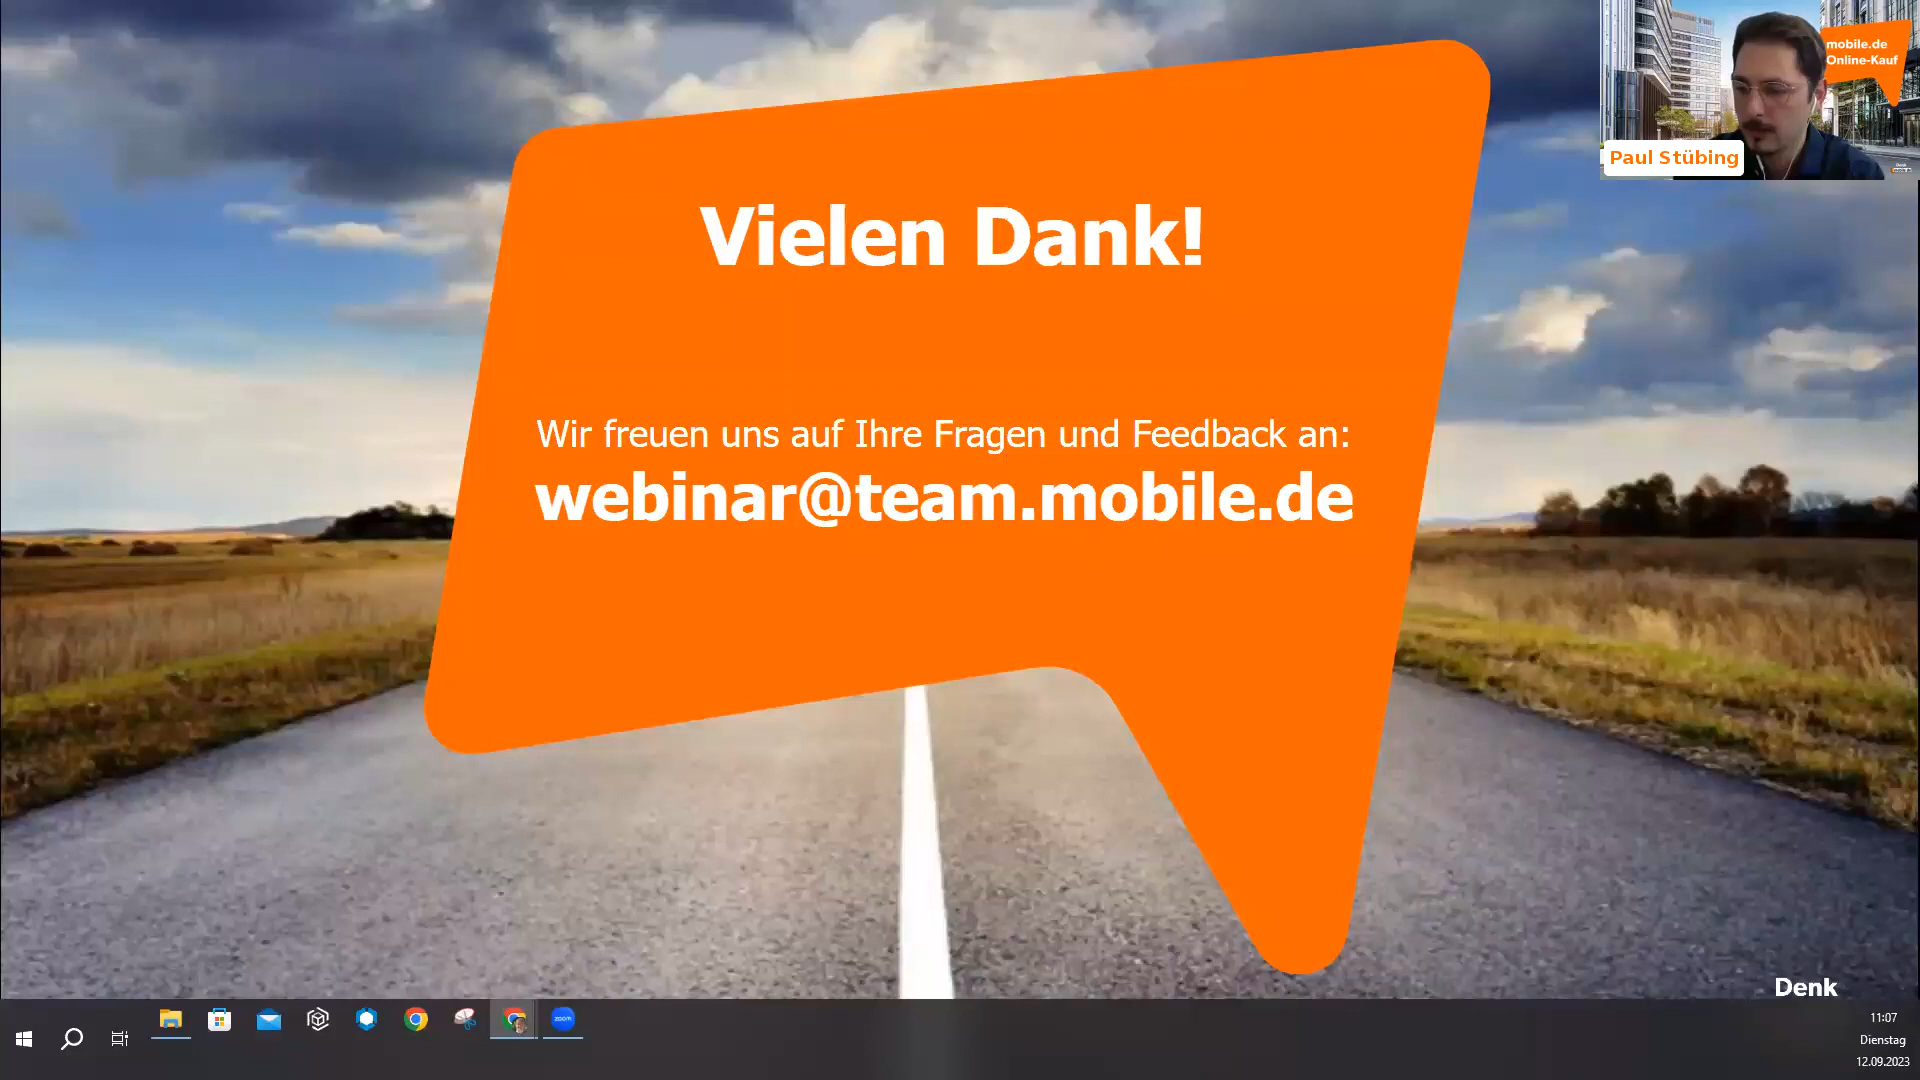 mobile.de
Online-Kauf
Paul Stübing
Vielen Dank!
Wir freuen uns auf Ihre Fragen und Feedback an:
webinar@team.mobile.de
Denk
zoom
11:07
Dienstag
12.09.2023